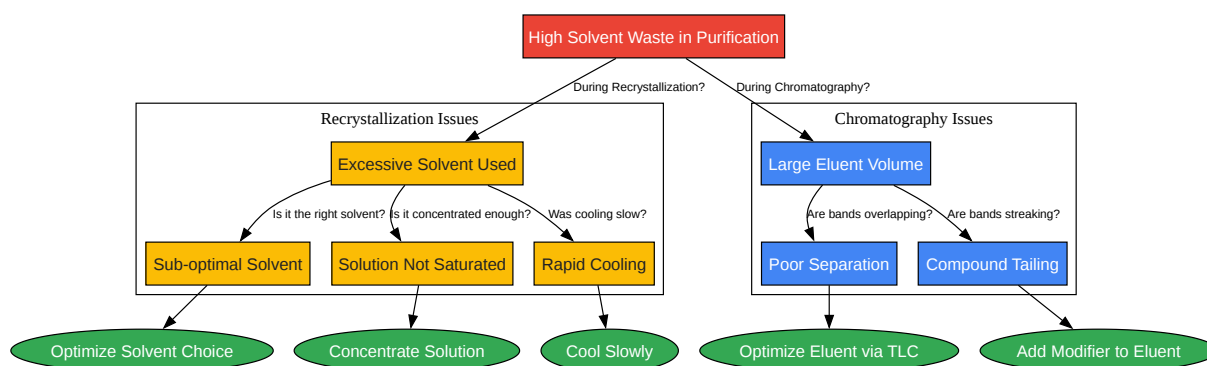 High Solvent Waste in Purification
During Recrystallization?
During Chromatography?
Recrystallization Issues
Chromatography Issues
Excessive Solvent Used
Large Eluent Volume
Is it the right solvent?
Is it concentrated enough?
Was cooling slow?
Are bands overlapping?
Are bands streaking?
Sub-optimal Solvent
Solution Not Saturated
Rapid Cooling
Poor Separation
Compound Tailing
Optimize Solvent Choice
Concentrate Solution
Cool Slowly
Optimize Eluent via TLC
Add Modifier to Eluent